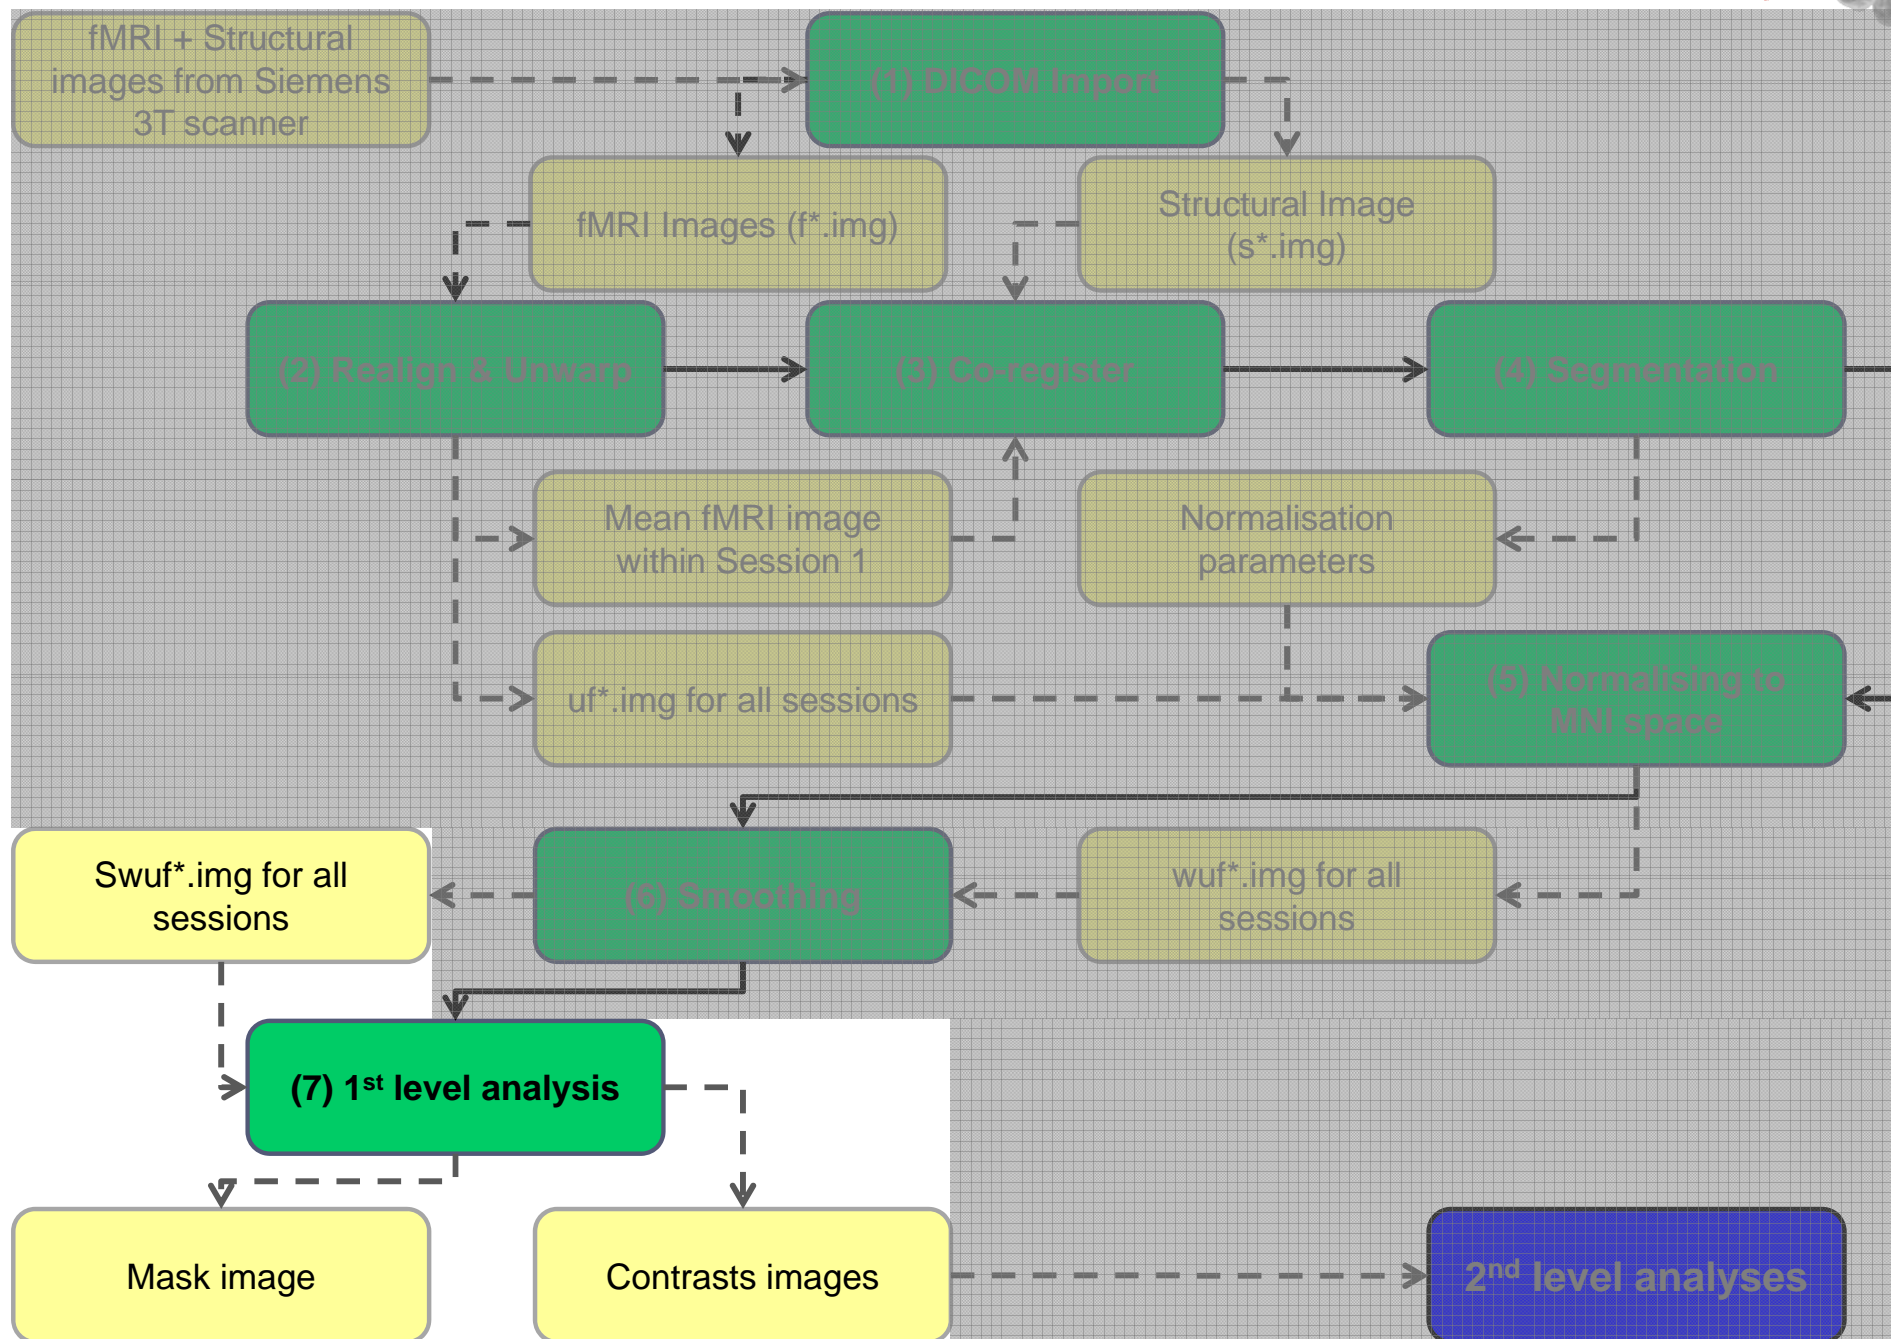 fMRI + Structural
images from Siemens
3T scanner
(1) DICOM Import
fMRI Images (f*.img)
Structural Image
(s*.img)
(2) Realign & Unwarp
(3) Co-register
(4) Segmentation
Mean fMRI image
within Session 1
Normalisation
parameters
uf*.img for all sessions
(5) Normalising to
MNI space
Swuf*.img for all
sessions
(6) Smoothing
wuf*.img for all
sessions
(7) 1st level analysis
Mask image
Contrasts images
2nd level analyses